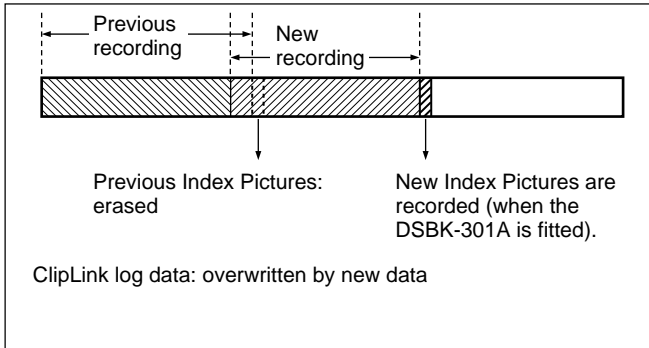 Previous
recording
New
recording
Previous Index Pictures:
erased
New Index Pictures are
recorded (when the
DSBK-301A is fitted).
ClipLink log data: overwritten by new data